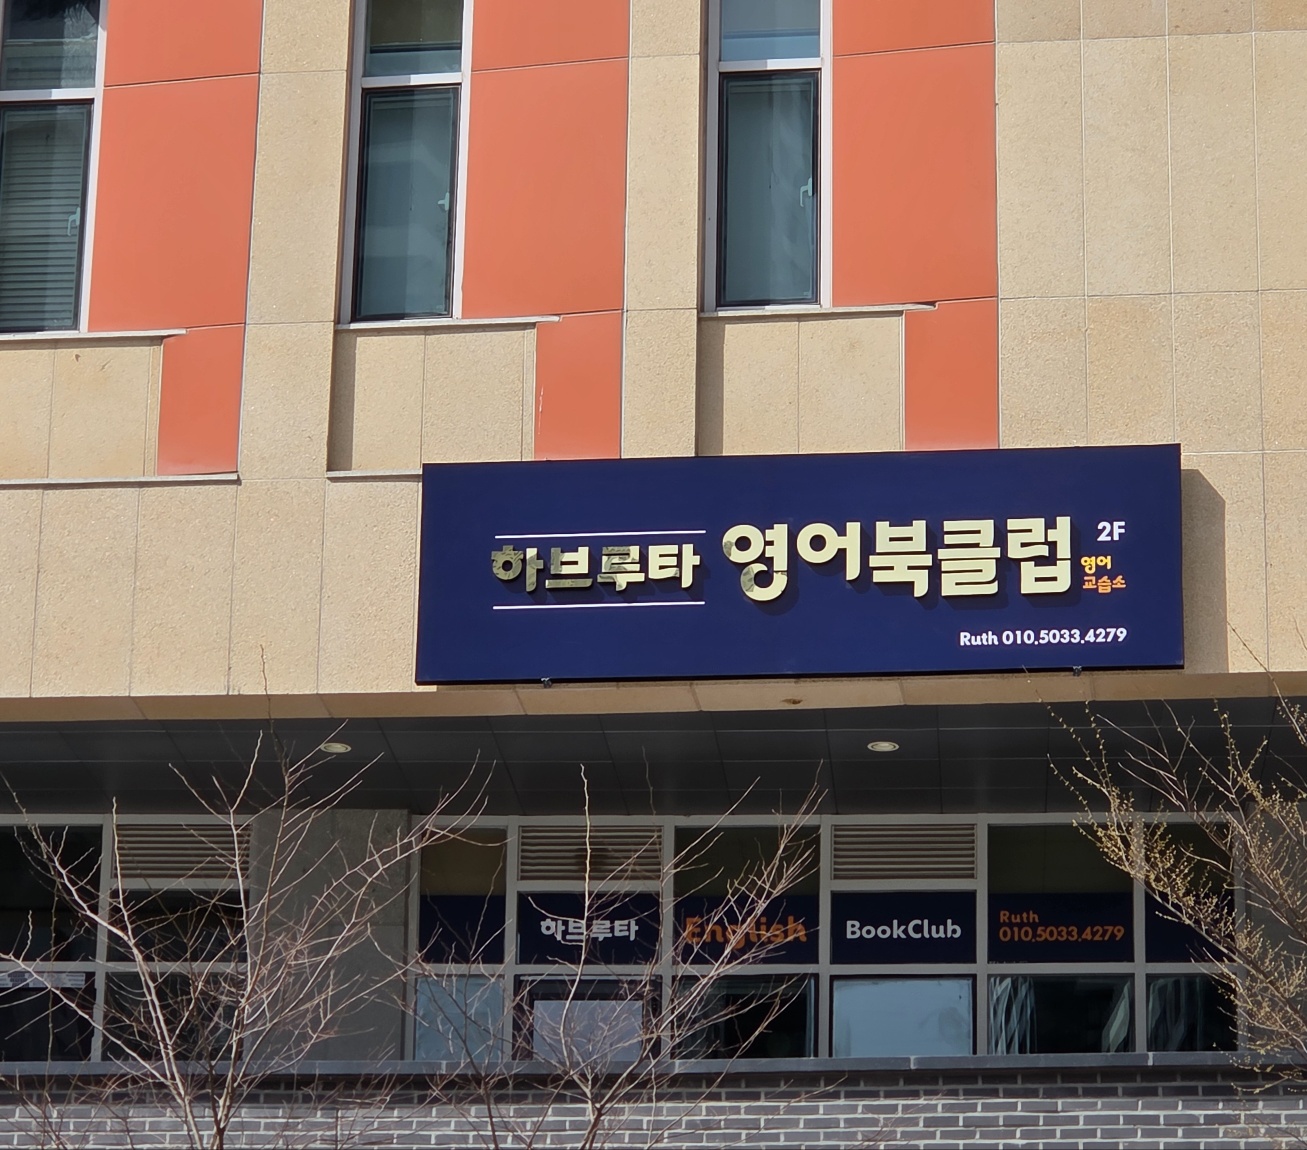 하브루타 영어북클럽 2F
영어
교습소
Ruth 010.5033.4279
하브루타 English BookClub Ruth
010.5033.4279